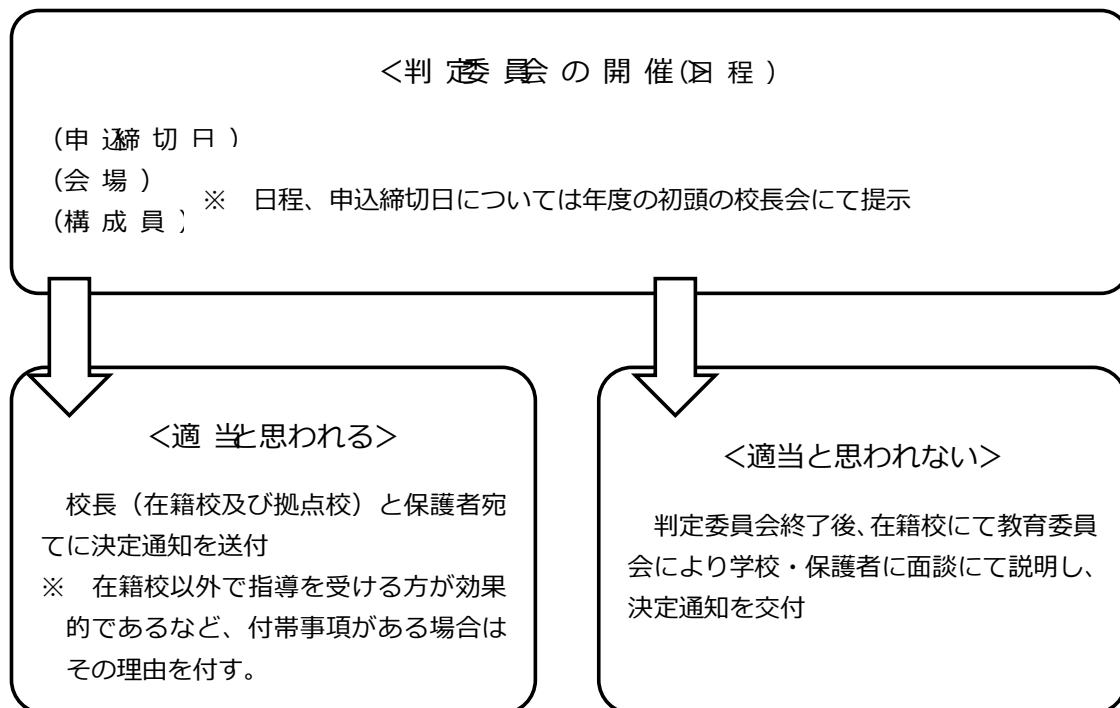 ＜判定委員会の開催(日程)＞
(申込締切日)
(会場)
※　日程、申込締切日については年度の初頭の校長会にて提示
(構成員)
＜適当と思われる＞
校長（在籍校及び拠点校）と保護者宛
てに決定通知を送付
※　在籍校以外で指導を受ける方が効果
的であるなど、付帯事項がある場合は
その理由を付す。
＜適当と思われない＞
判定委員会終了後、在籍校にて教育委員
会により学校・保護者に面談にて説明し、
決定通知を交付